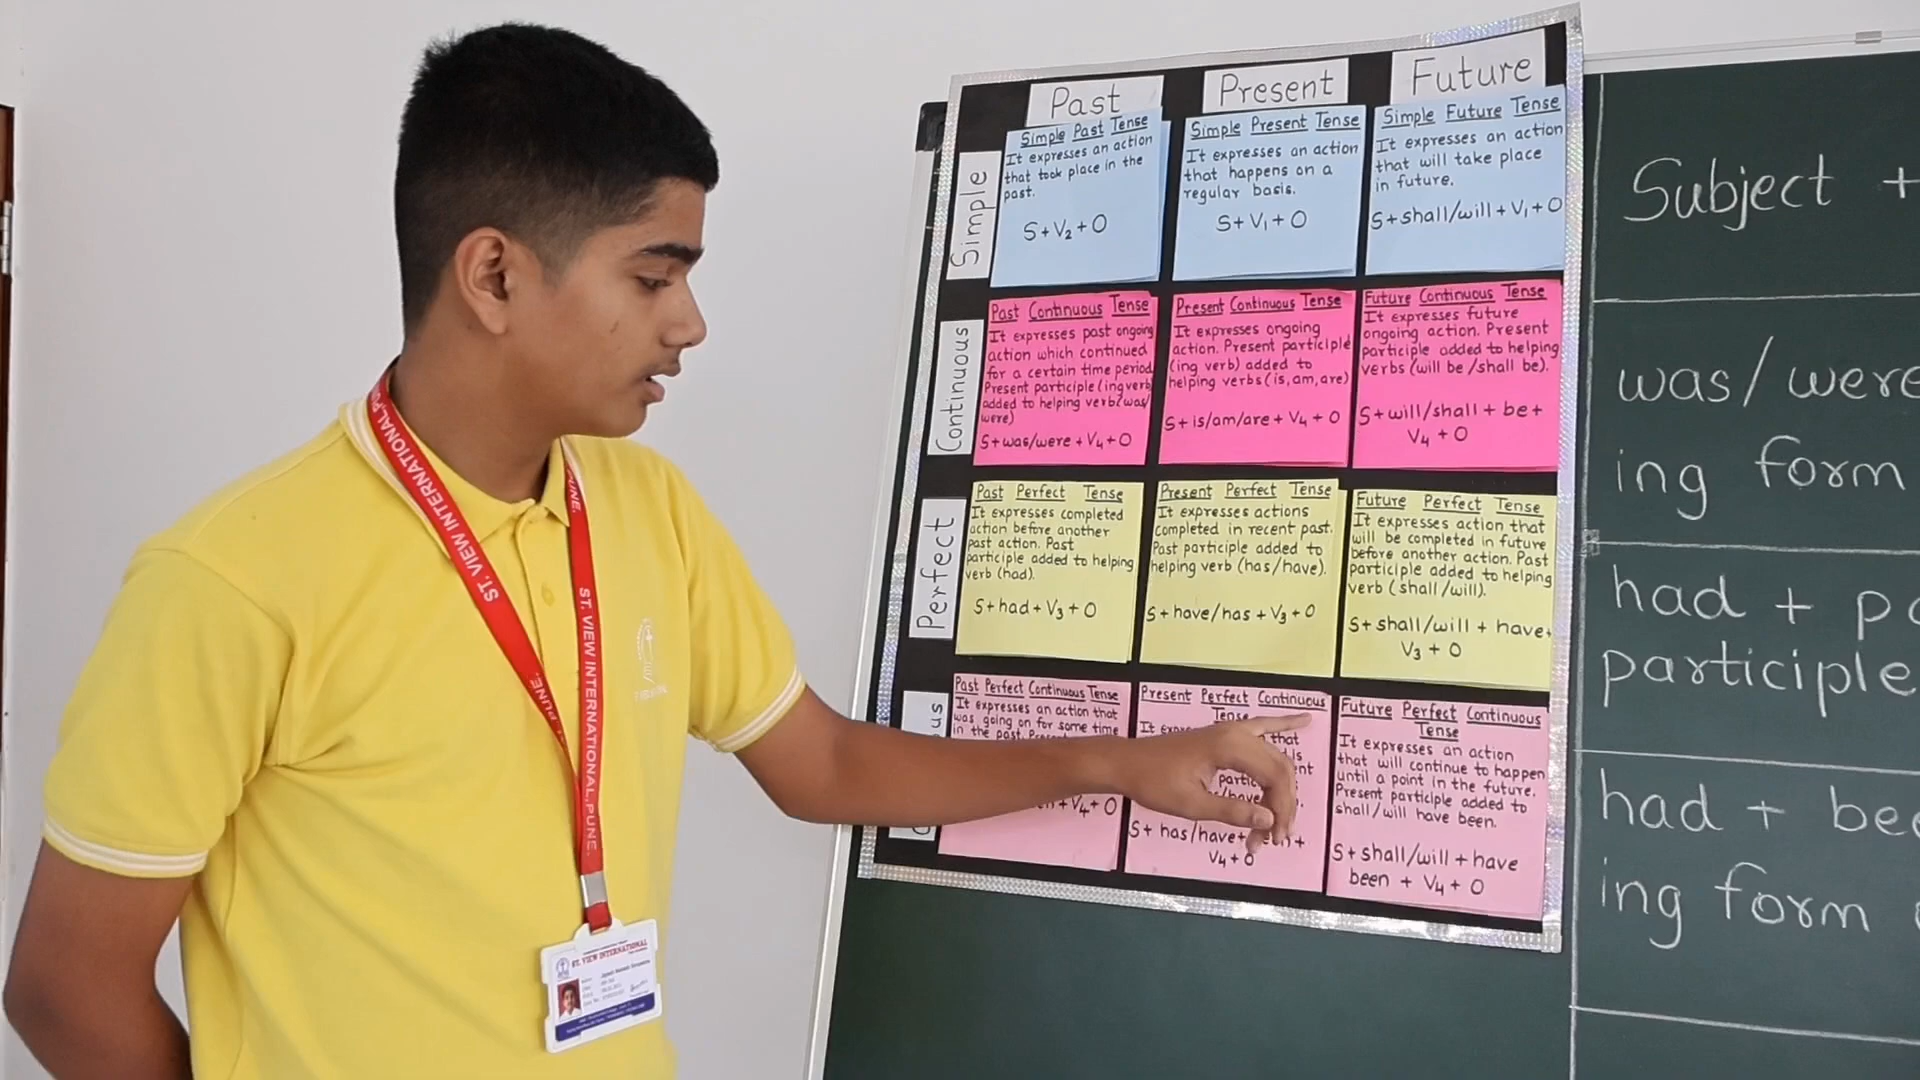 Past
Present
Future
Simple
Simple Past Tense
It expresses an action
that took place in the
past.
S+V₂+O
Simple Present Tense
It expresses an action
that happens on a
regular basis.
S+V₁+O
Simple Future Tense
It expresses an action
that will take place
in future.
S+shall/will+V₁+O
Continuous
Past Continuous Tense
It expresses past ongoing
action which continued
for a certain time period
Present participle (ing verb
added to helping verb(was/
were)
S+was/were+V₄+O
Present Continuous Tense
It expresses ongoing
action. Present participle
(ing verb) added to
helping verbs (is, am, are)
S+is/am/are+V₄+O
Future Continuous Tense
It expresses future
ongoing action. Present
participle added to helping
verbs (will be /shall be).
S+will/shall+be+
V₄+O
Perfect
Past Perfect Tense
It expresses completed
action before another
past action. Past
participle added to helping
verb (had).
S+had+V₃+O
Present Perfect Tense
It expresses actions
completed in recent past.
Past participle added to
helping verb (has/have).
S+have/has+V₃+O
Future Perfect Tense
It expresses action that
will be completed in future
before another action. Past
participle added to helping
verb (shall/will).
S+shall/will+have+
V₃+O
Past Perfect Continuous Tense
It expresses an action that
was going on for some time
in the past.
+V₄+O
Present Perfect Continuous
Tense
It
that
S+ has/have+
V₄+O
Future Perfect Continuous
Tense
It expresses an action
that will continue to happen
until a point in the future.
Present participle added to
shall/will have been.
S+shall/will+have
been+V₄+O
Subject +
was/were
ing form
had + pa
participle
had + bee
ing form
INTERNATIONAL, PUNE.
ST. VIEW INTERNATIONAL
PUNE.
PUNE.
ST. VIEW INTERNATIONAL, PUNE.
ST. VIEW INTERNATIONAL